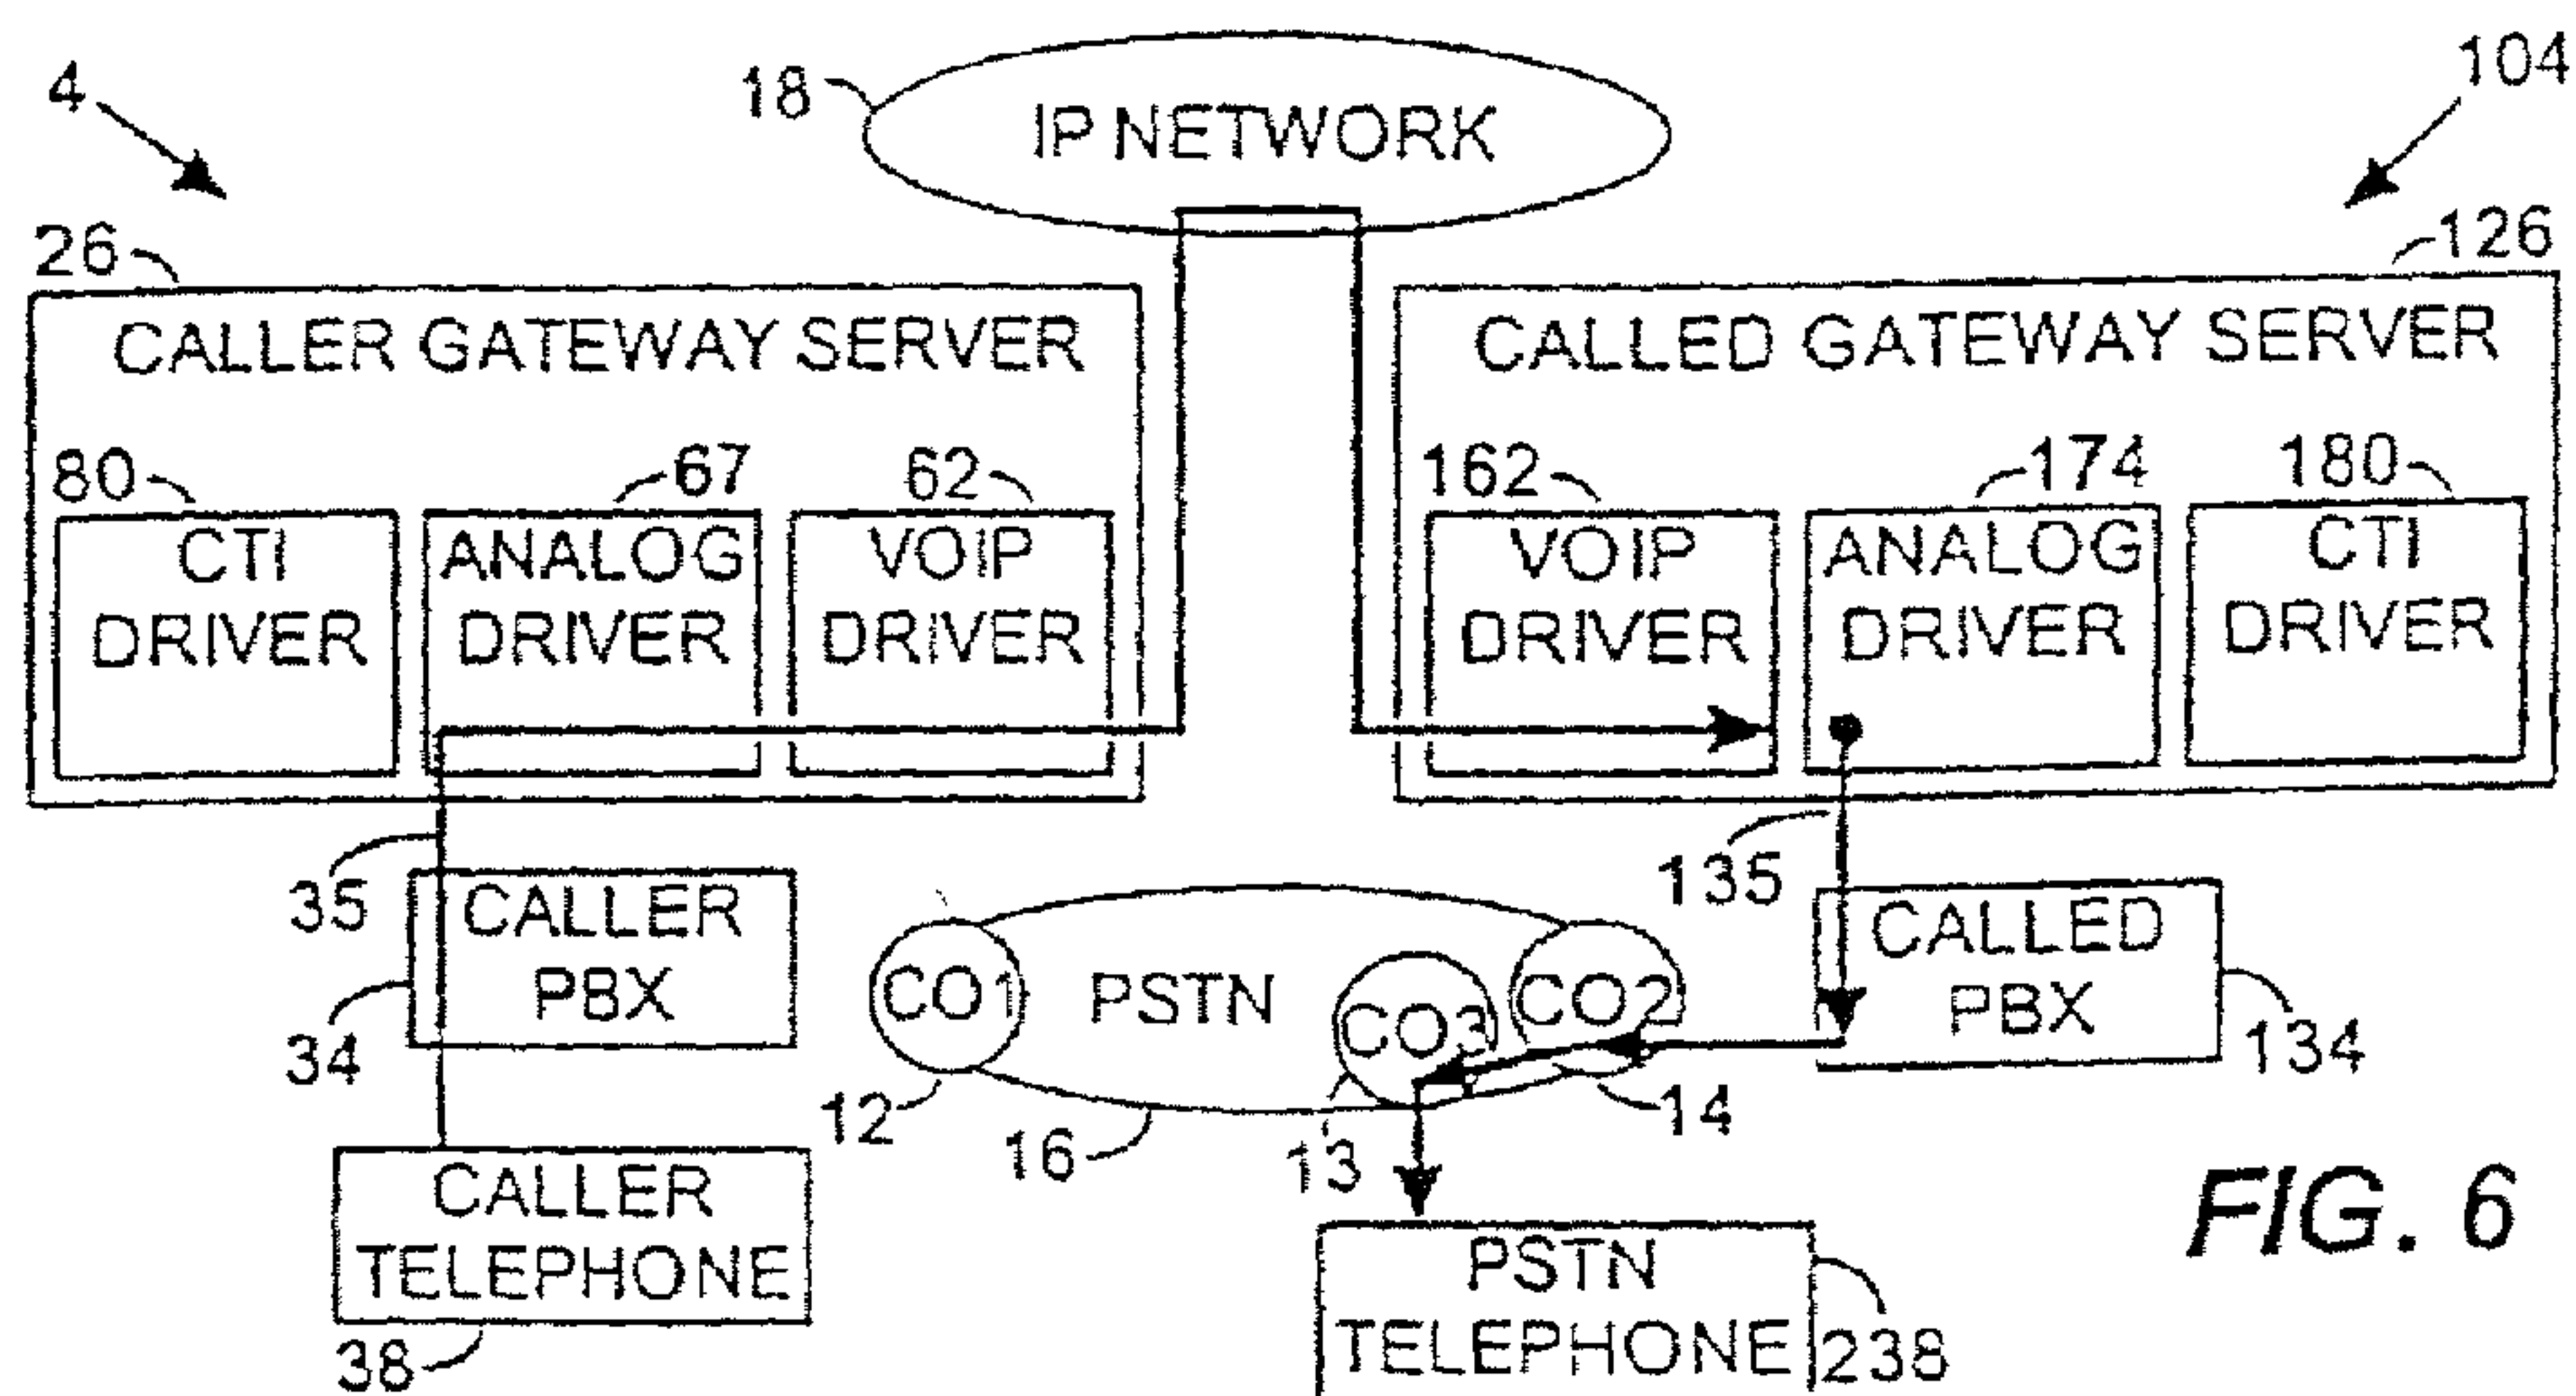 4
18
IP NETWORK
104
26
126
CALLER GATEWAY SERVER
CALLED GATEWAY SERVER
80
67
62
162
174
180
CTI
DRIVER
ANALOG
DRIVER
VOIP
DRIVER
VOIP
DRIVER
ANALOG
DRIVER
CTI
DRIVER
35
135
CALLER
PBX
34
CO1
PSTN
CO3
CO2
CALLED
PBX
134
12
16
13
14
CALLER
TELEPHONE
38
PSTN
TELEPHONE
238
FIG. 6